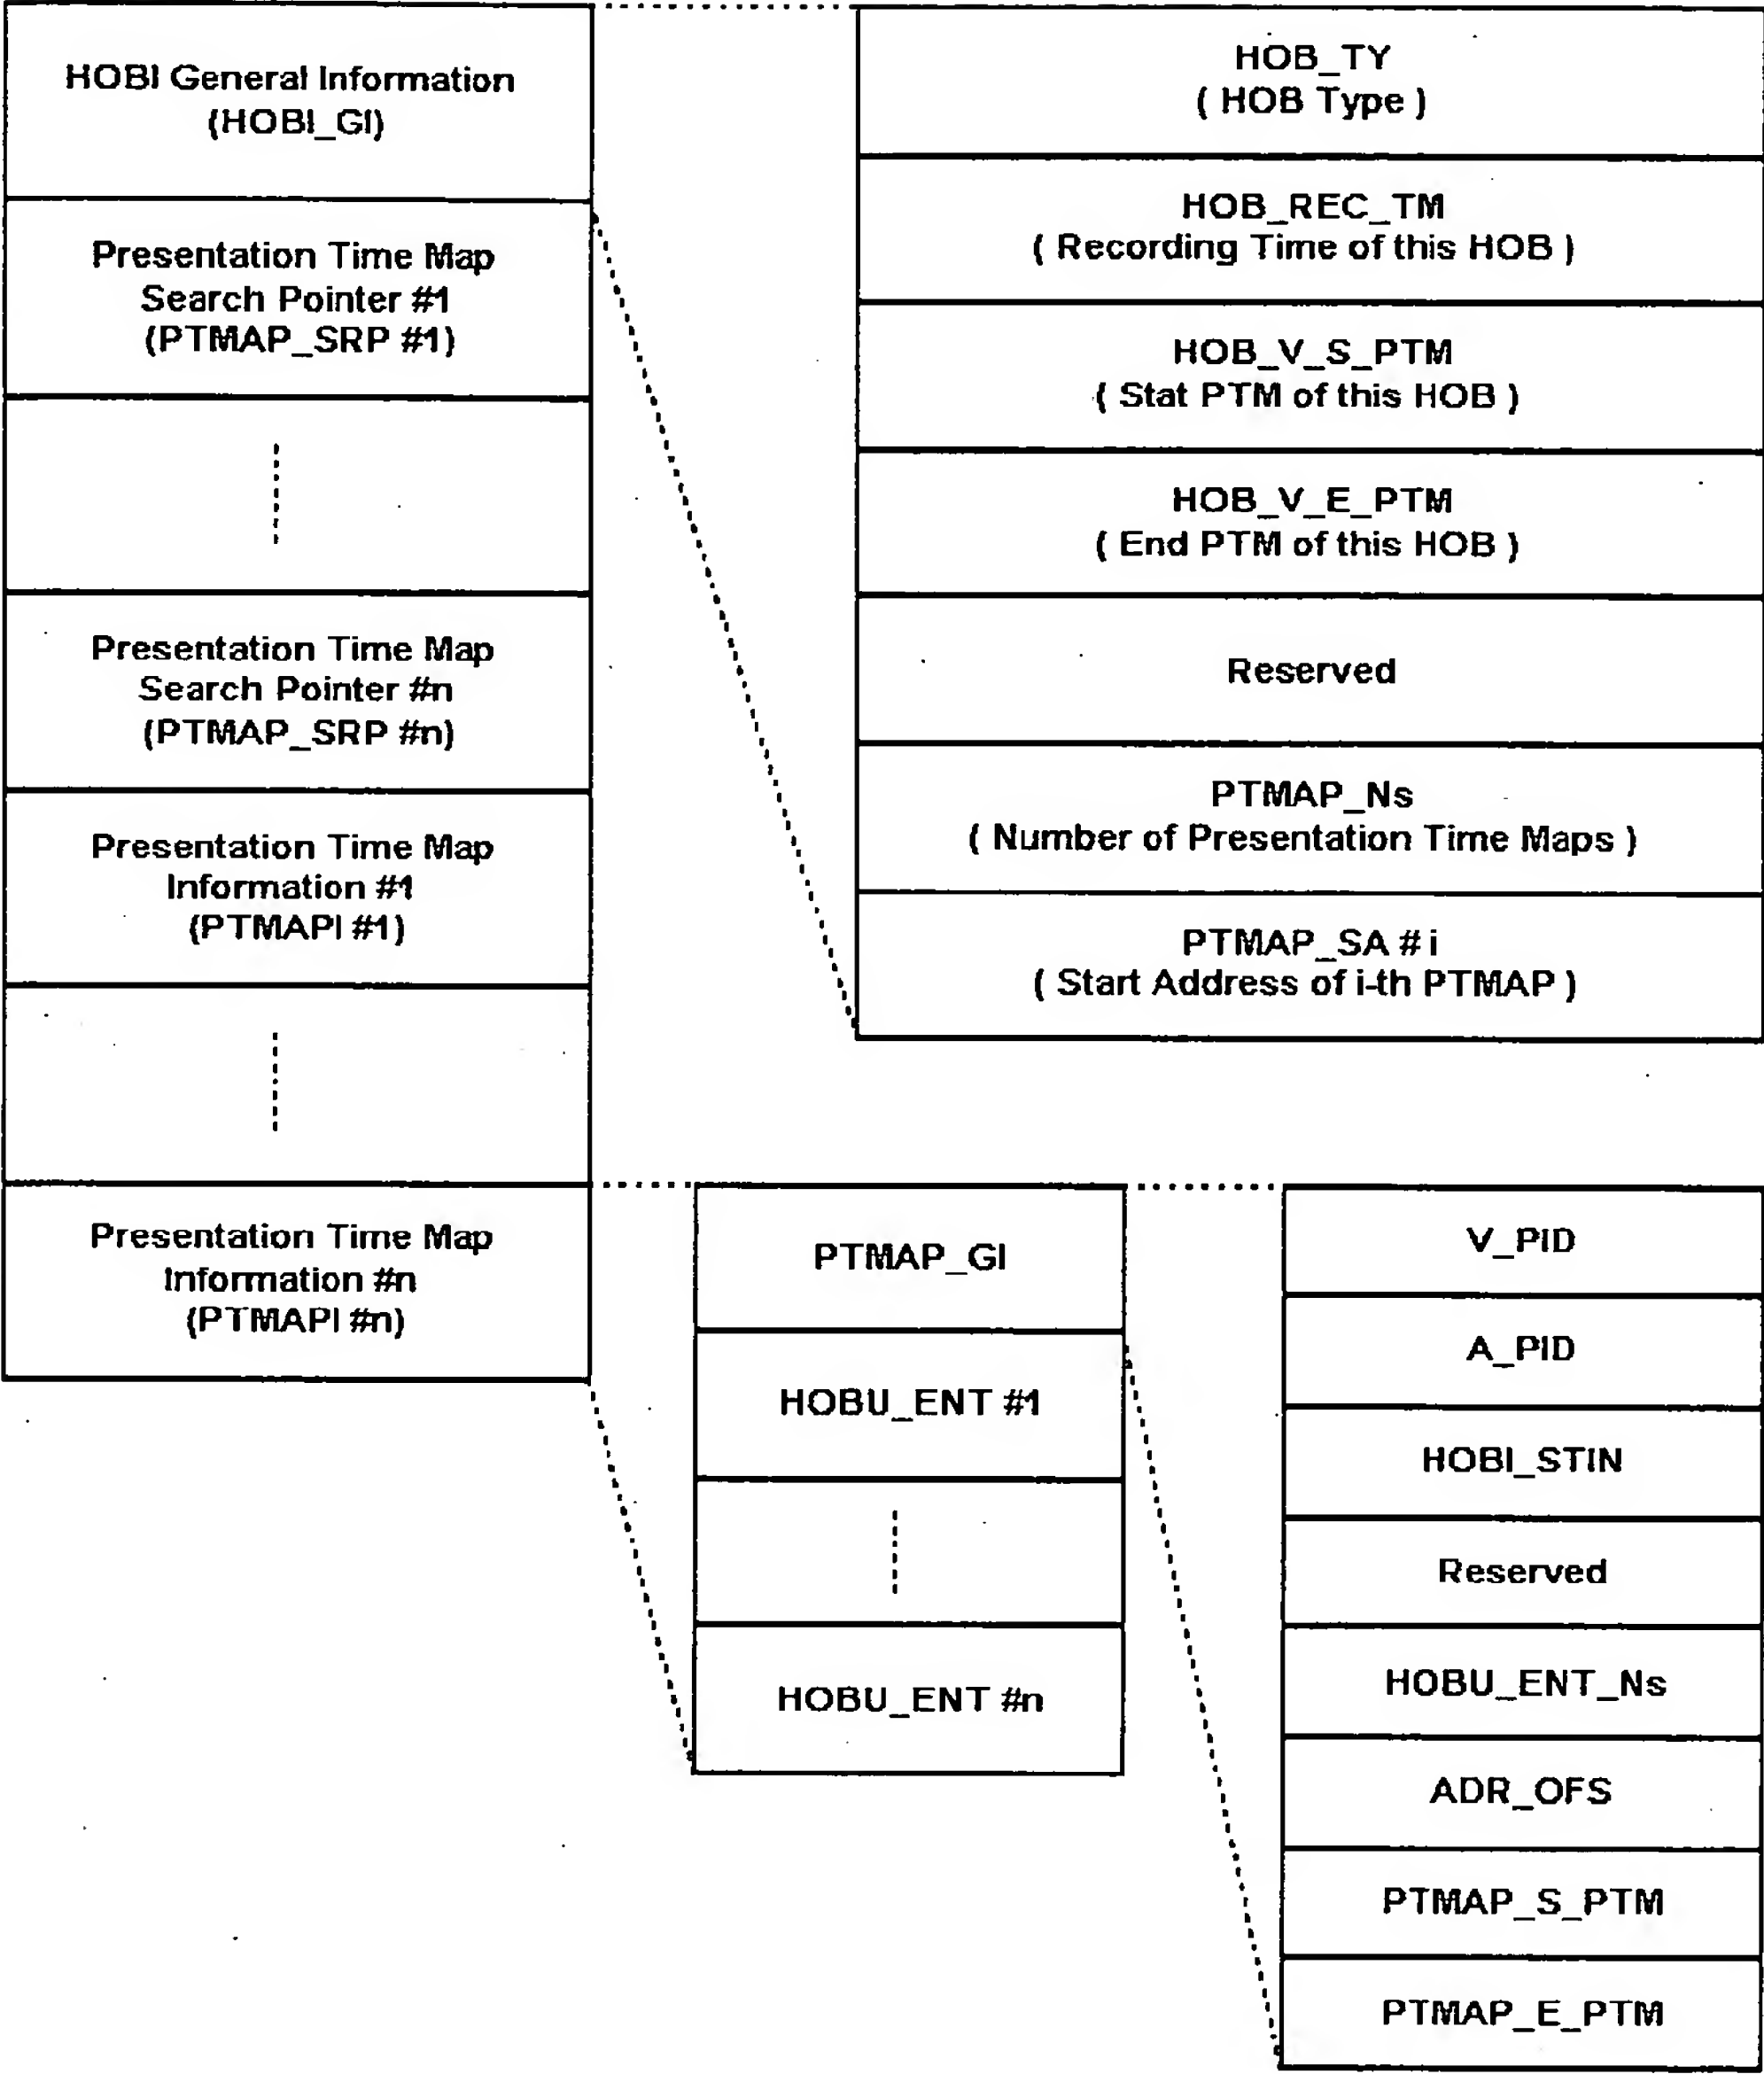 HOBI General Information
(HOBI_GI)
Presentation Time Map
Search Pointer #1
(PTMAP_SRP #1)
Presentation Time Map
Search Pointer #n
(PTMAP_SRP #n)
Presentation Time Map
Information #1
(PTMAPI #1)
Presentation Time Map
Information #n
(PTMAPI #n)
HOB_TY
( HOB Type )
HOB_REC_TM
( Recording Time of this HOB )
HOB_V_S_PTM
( Stat PTM of this HOB )
HOB_V_E_PTM
( End PTM of this HOB )
Reserved
PTMAP_Ns
( Number of Presentation Time Maps )
PTMAP_SA # i
( Start Address of i-th PTMAP )
PTMAP_GI
HOBU_ENT #1
HOBU_ENT #n
V_PID
A_PID
HOBI_STIN
Reserved
HOBU_ENT_Ns
ADR_OFS
PTMAP_S_PTM
PTMAP_E_PTM